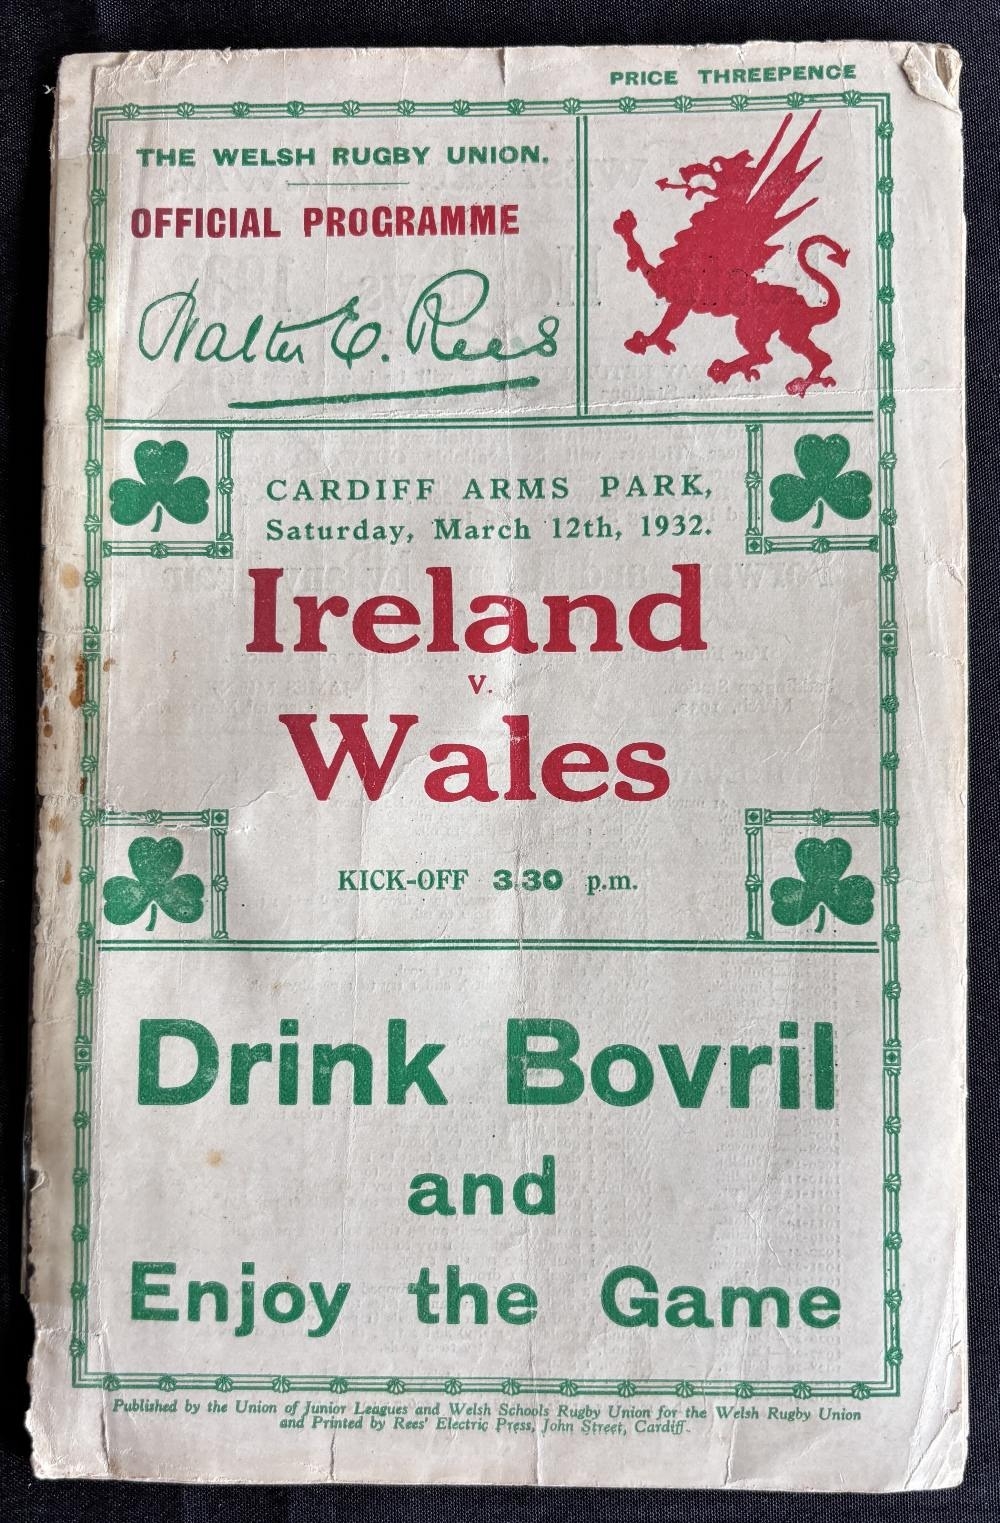 PRICE THREEPENCE
THE WELSH RUGBY UNION.
OFFICIAL PROGRAMME
Walter E. Rees
CARDIFF ARMS PARK,
Saturday, March 12th, 1932.
Ireland
v.
Wales
KICK-OFF 3.30 p.m.
Drink Bovril
and
Enjoy the Game
Published by the Union of Junior Leagues and Welsh Schools Rugby Union for the Welsh Rugby Union
and Printed by Rees' Electric Press, John Street, Cardiff.